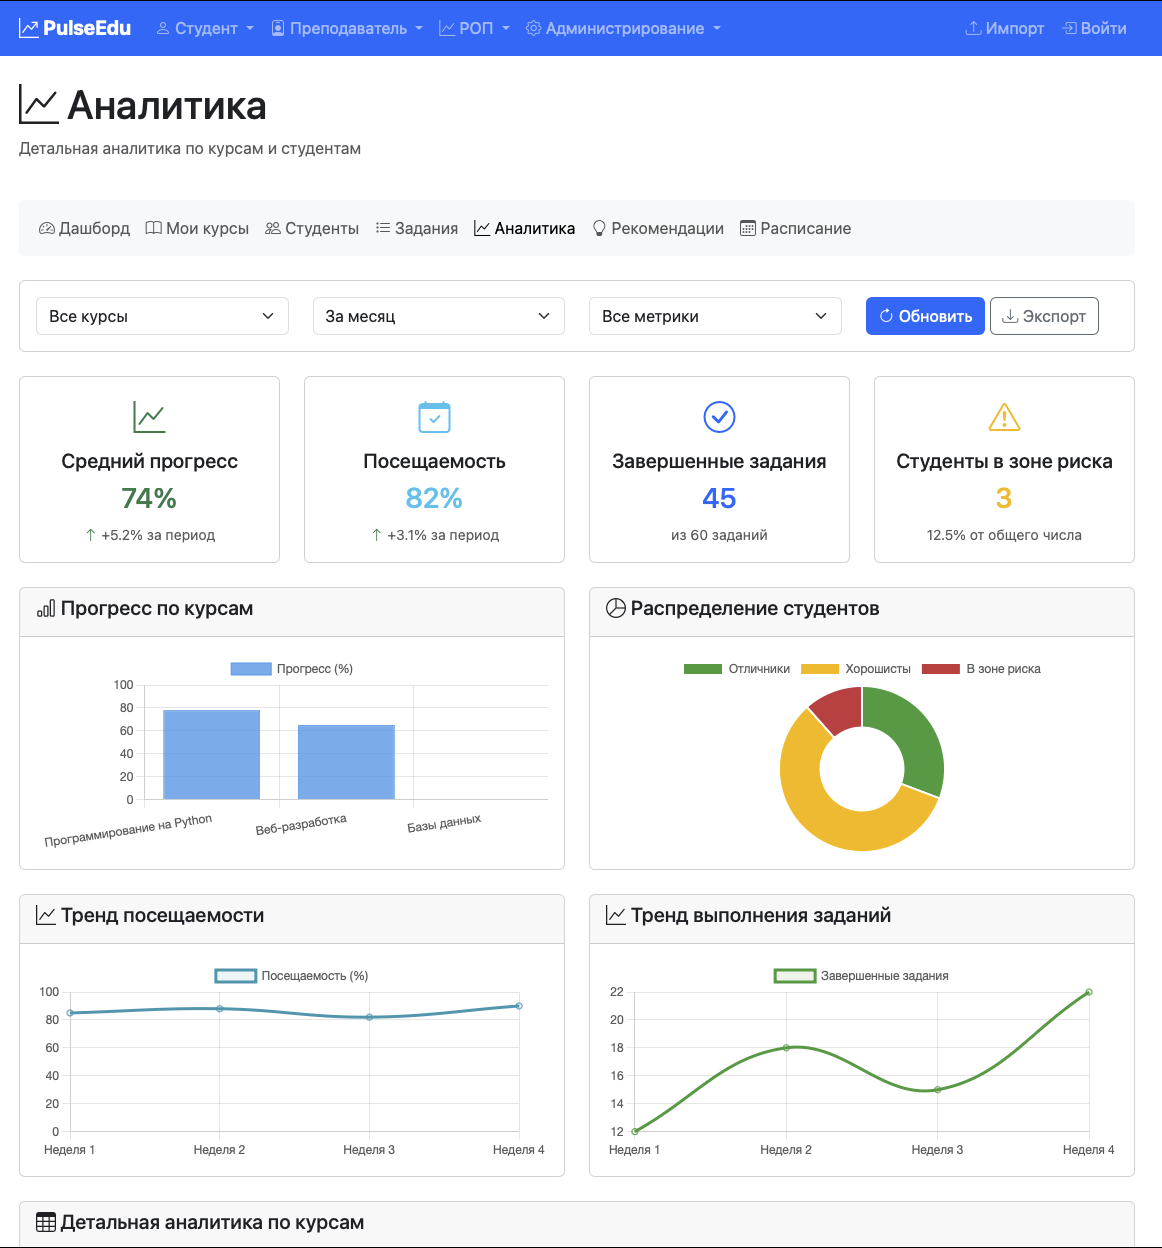 PulseEdu Студент Преподаватель РОП Администрирование Импорт Войти
Аналитика
Детальная аналитика по курсам и студентам
Дашборд Мои курсы Студенты Задания Аналитика Рекомендации Расписание
Все курсы За месяц Все метрики Обновить Экспорт
Средний прогресс
74%
↑ +5.2% за период
Посещаемость
82%
↑ +3.1% за период
Завершенные задания
45
из 60 заданий
Студенты в зоне риска
3
12.5% от общего числа
Прогресс по курсам
Прогресс (%)
100
80
60
40
20
0
Программирование на Python Веб-разработка Базы данных
Распределение студентов
Отличники Хорошисты В зоне риска
Тренд посещаемости
Посещаемость (%)
100
80
60
40
20
0
Неделя 1 Неделя 2 Неделя 3 Неделя 4
Тренд выполнения заданий
Завершенные задания
22
20
18
16
14
12
Неделя 1 Неделя 2 Неделя 3 Неделя 4
Детальная аналитика по курсам